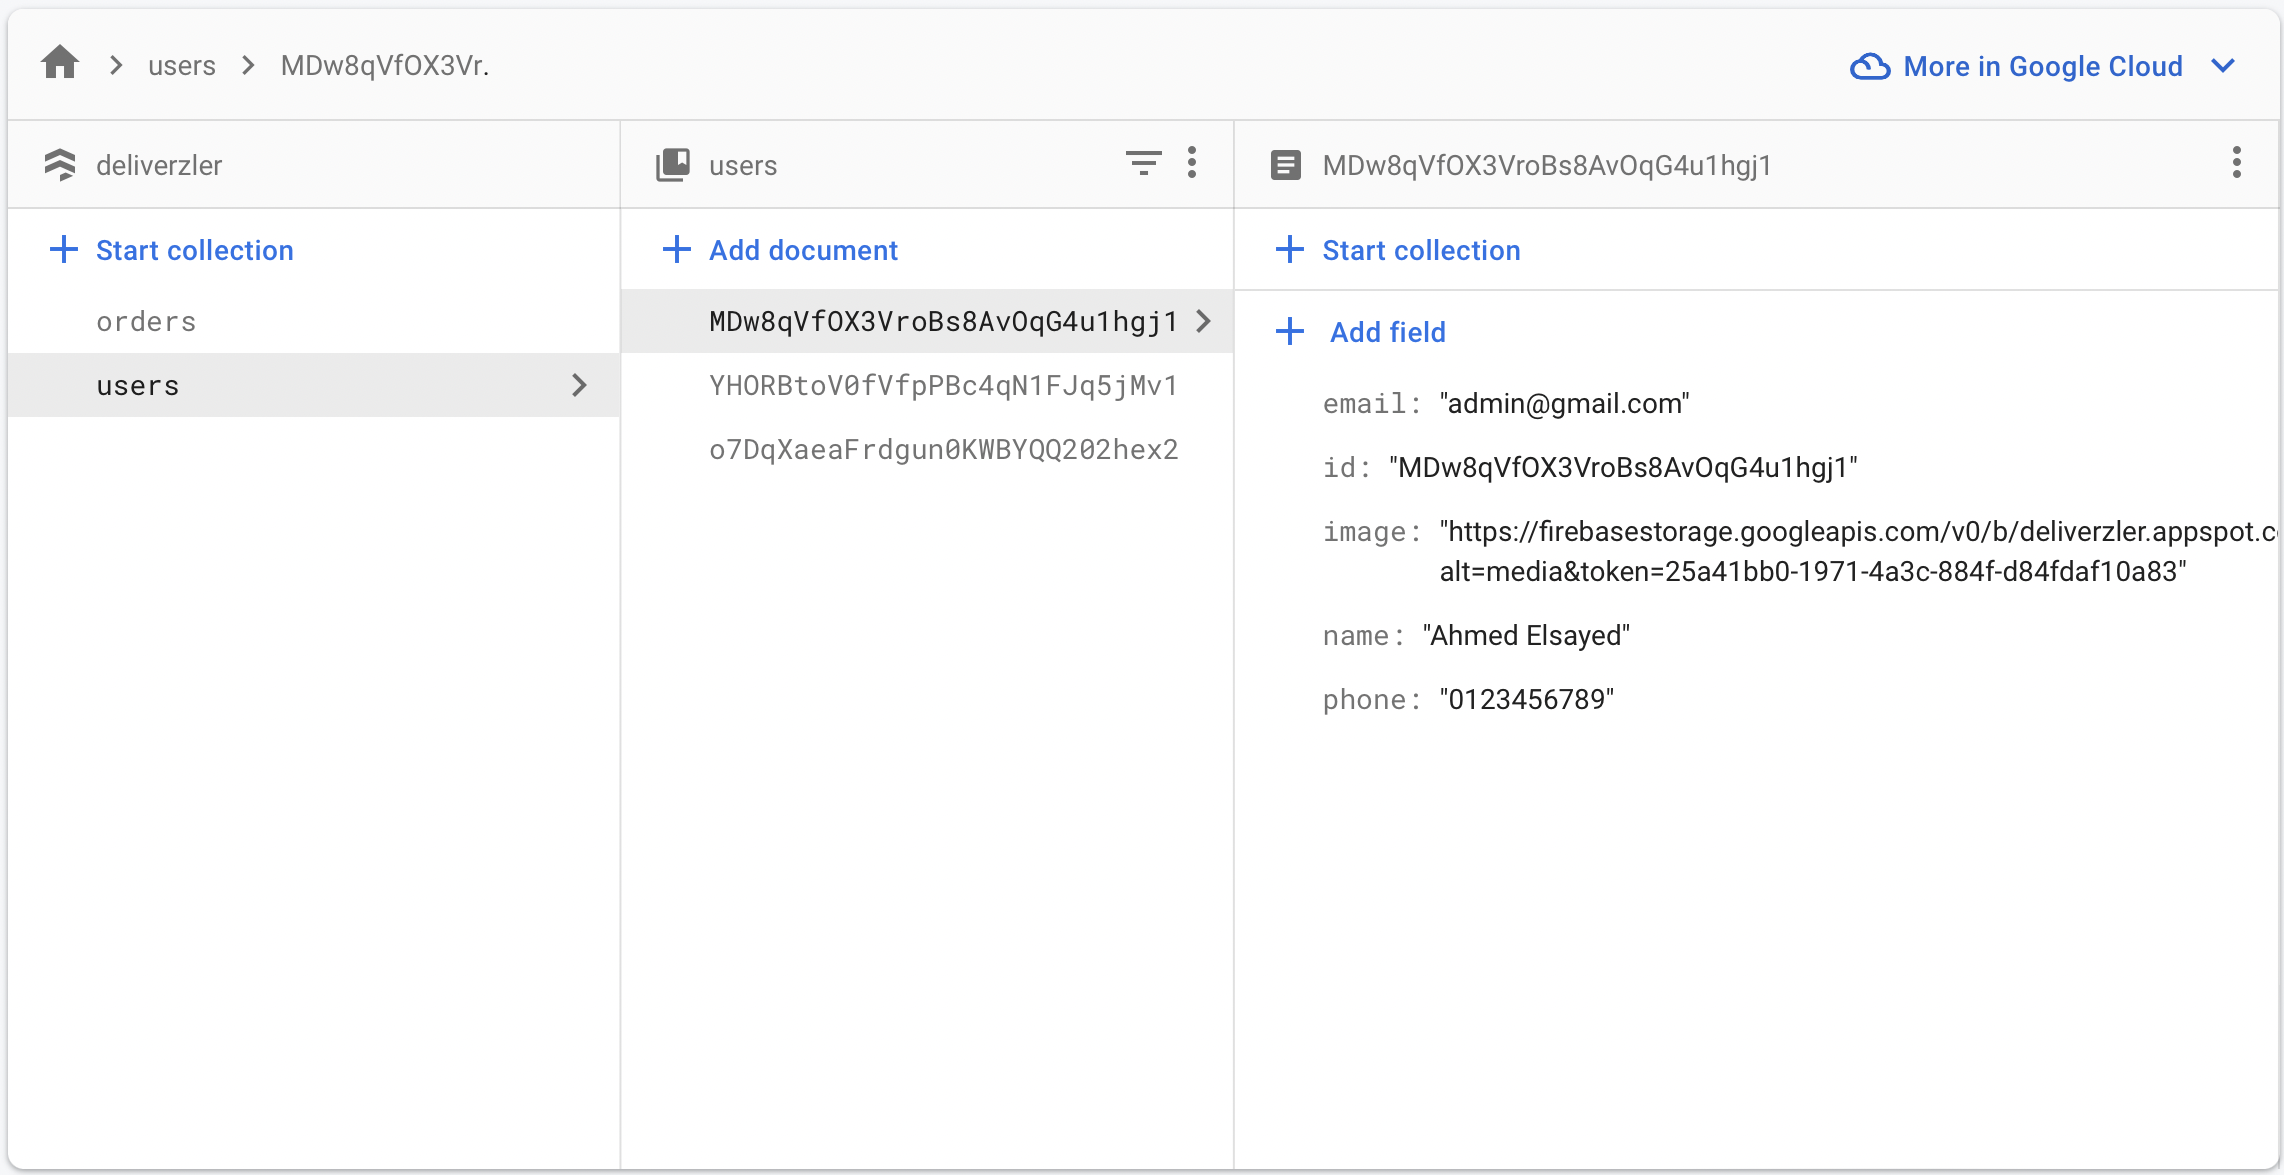 users
MDw8qVfOX3Vr.
More in Google Cloud
deliverzler
users
MDw8qVfOX3VroBs8AvOqG4u1hgj1
Start collection
orders
users
Add document
MDw8qVfOX3VroBs8AvOqG4u1hgj1
YHORBtoV0fVfpPBc4qN1FJq5jMv1
o7DqXaeaFrdgun0KWBYQQ202hex2
Start collection
Add field
email: "admin@gmail.com"
id: "MDw8qVfOX3VroBs8AvOqG4u1hgj1"
image: "https://firebasestorage.googleapis.com/v0/b/deliverzler.appspot.c
alt=media&token=25a41bb0-1971-4a3c-884f-d84fdaf10a83"
name: "Ahmed Elsayed"
phone: "0123456789"